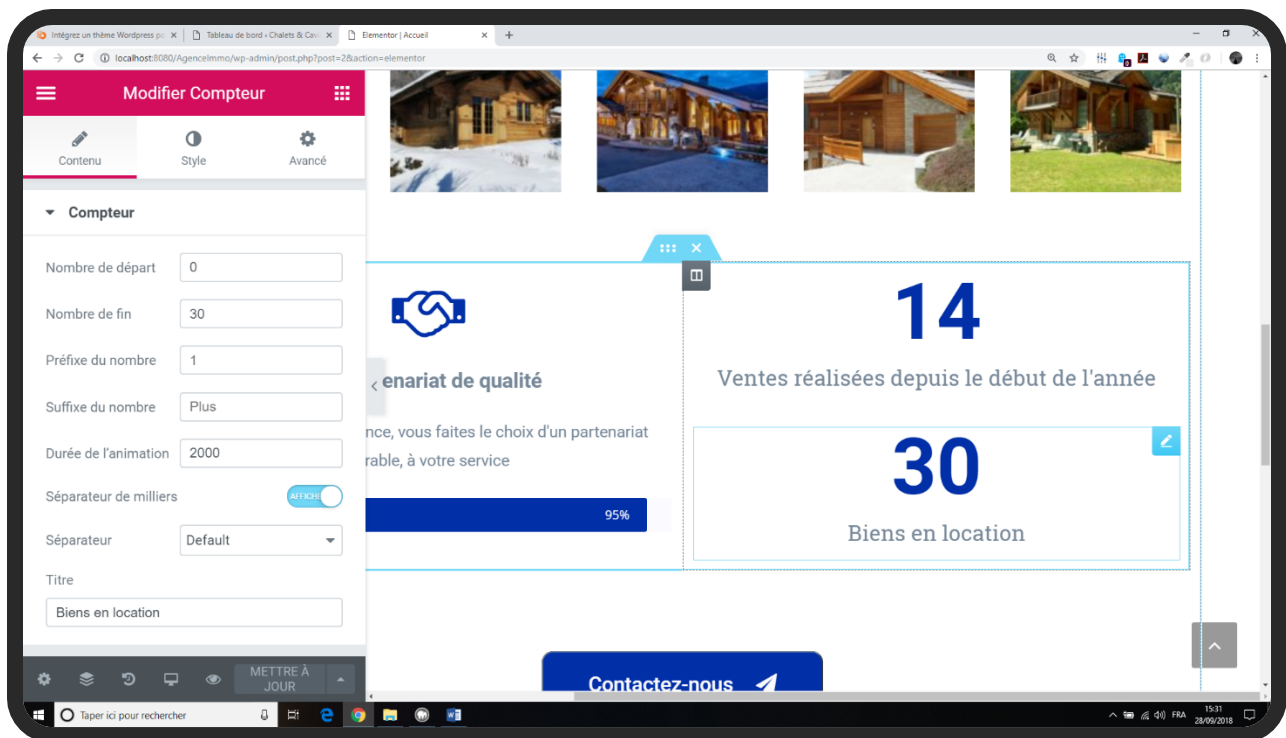 Intégrez un thème Wordpress po
Tableau de bord ‹ Chalets & Cavi
Elementor | Accueil
localhost:8080/AgenceImmo/wp-admin/post.php?post=2&action=elementor
Modifier Compteur
Contenu
Style
Avancé
Compteur
Nombre de départ 0
Nombre de fin 30
Préfixe du nombre 1
Suffixe du nombre Plus
Durée de l'animation 2000
Séparateur de milliers
Séparateur Default
Titre
Biens en location
METTRE À
JOUR
enariat de qualité
nce, vous faites le choix d'un partenariat
rable, à votre service
95%
14
Ventes réalisées depuis le début de l'année
30
Biens en location
Contactez-nous
Taper ici pour rechercher
FRA
15:31
28/09/2018